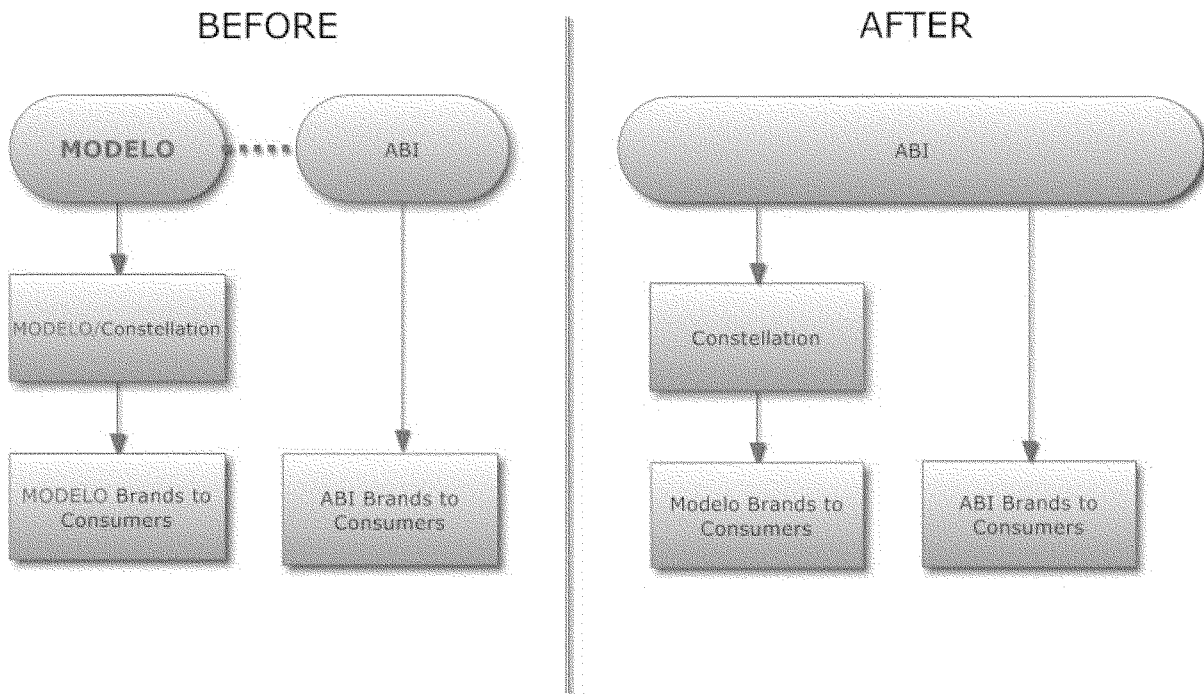 BEFORE
MODELO
ABI
MODELO/Constellation
MODELO Brands to
Consumers
ABI Brands to
Consumers
AFTER
ABI
Constellation
Modelo Brands to
Consumers
ABI Brands to
Consumers